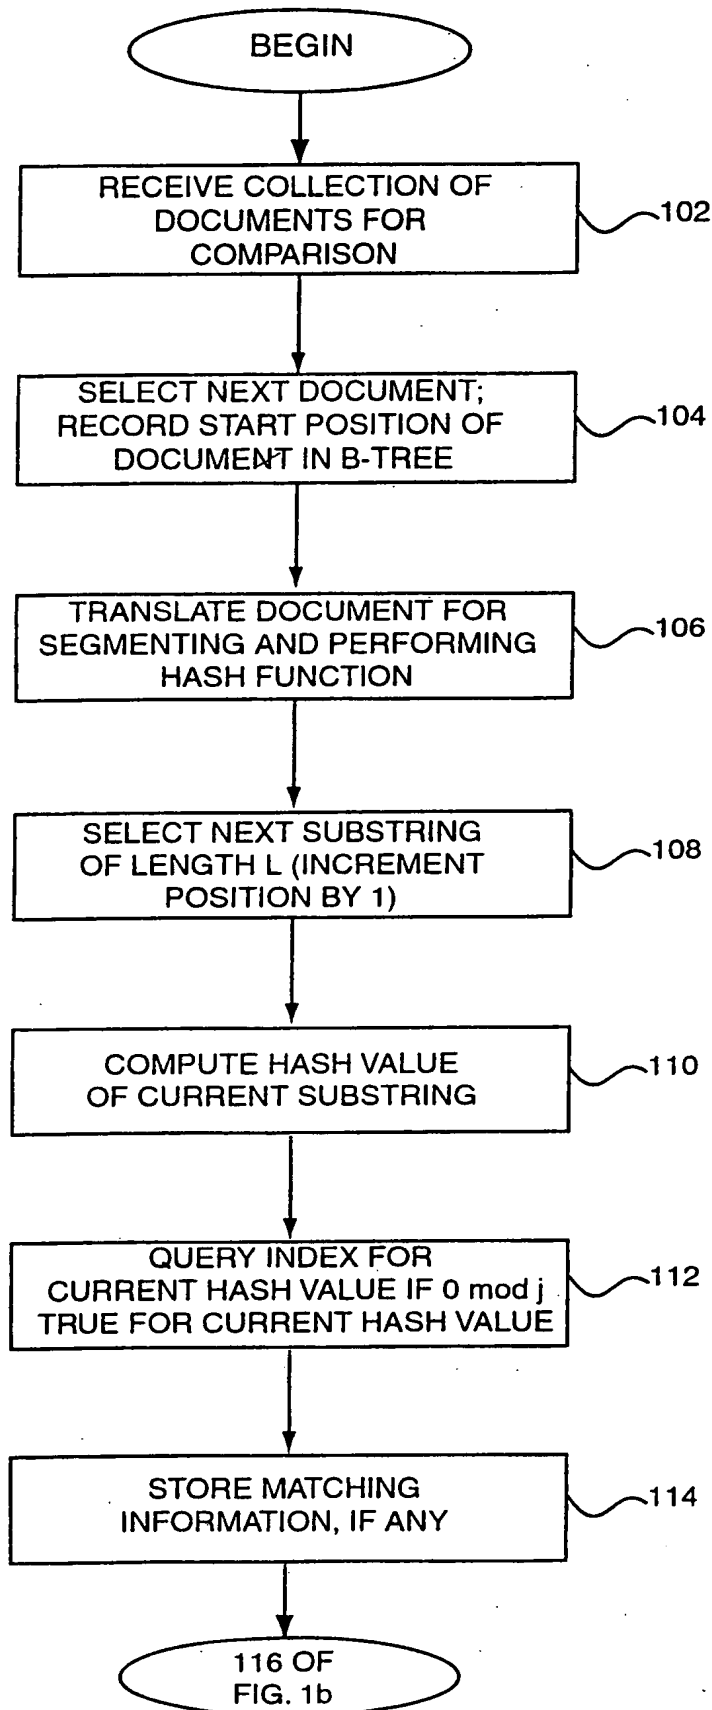 BEGIN
RECEIVE COLLECTION OF
DOCUMENTS FOR
COMPARISON
102
SELECT NEXT DOCUMENT;
RECORD START POSITION OF
DOCUMENT IN B-TREE
104
TRANSLATE DOCUMENT FOR
SEGMENTING AND PERFORMING
HASH FUNCTION
106
SELECT NEXT SUBSTRING
OF LENGTH L (INCREMENT
POSITION BY 1)
108
COMPUTE HASH VALUE
OF CURRENT SUBSTRING
110
QUERY INDEX FOR
CURRENT HASH VALUE IF 0 mod j
TRUE FOR CURRENT HASH VALUE
112
STORE MATCHING
INFORMATION, IF ANY
114
116 OF
FIG. 1b